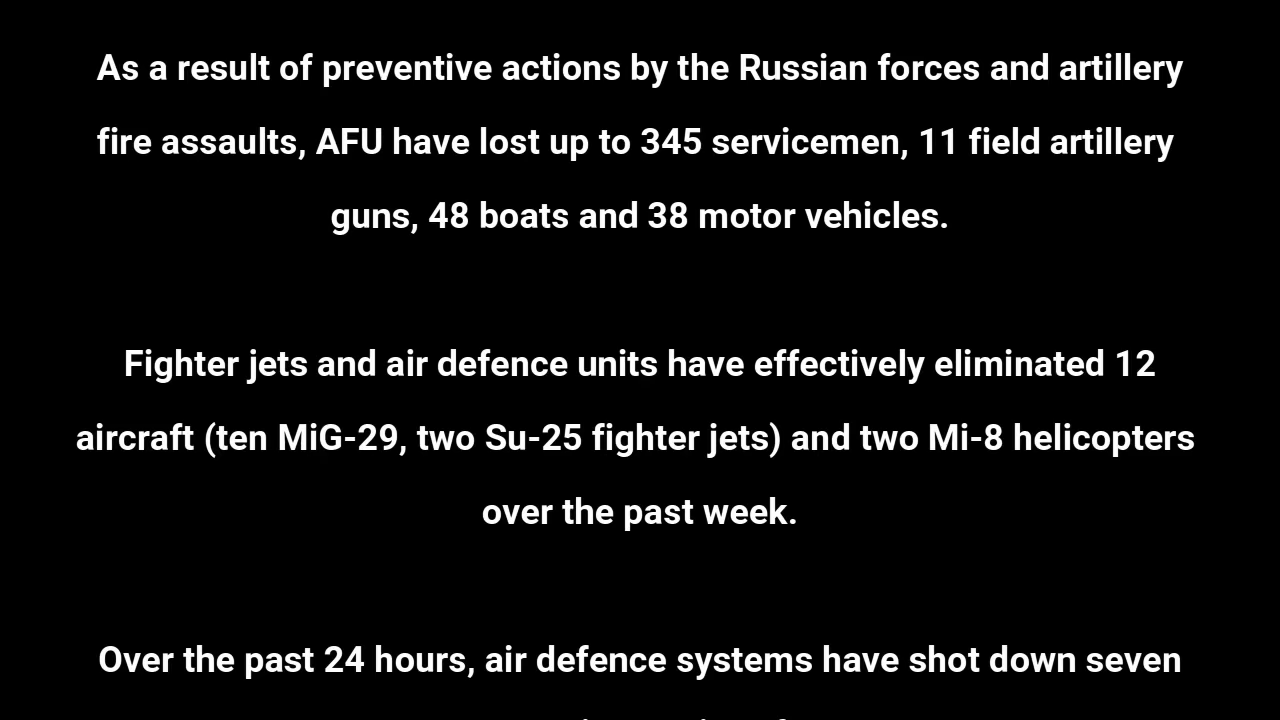 As a result of preventive actions by the Russian forces and artillery
fire assaults, AFU have lost up to 345 servicemen, 11 field artillery
guns, 48 boats and 38 motor vehicles.
Fighter jets and air defence units have effectively eliminated 12
aircraft (ten MiG-29, two Su-25 fighter jets) and two Mi-8 helicopters
over the past week.
Over the past 24 hours, air defence systems have shot down seven